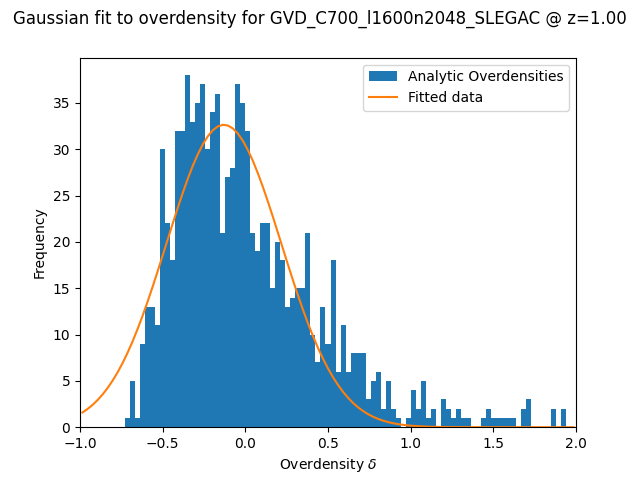 Gaussian fit to overdensity for GVD_C700_l1600n2048_SLEGAC @ z=1.00
Analytic Overdensities
Fitted data
Frequency
35
30
25
20
15
10
5
0
−1.0 −0.5 0.0 0.5 1.0 1.5 2.0
Overdensity δ